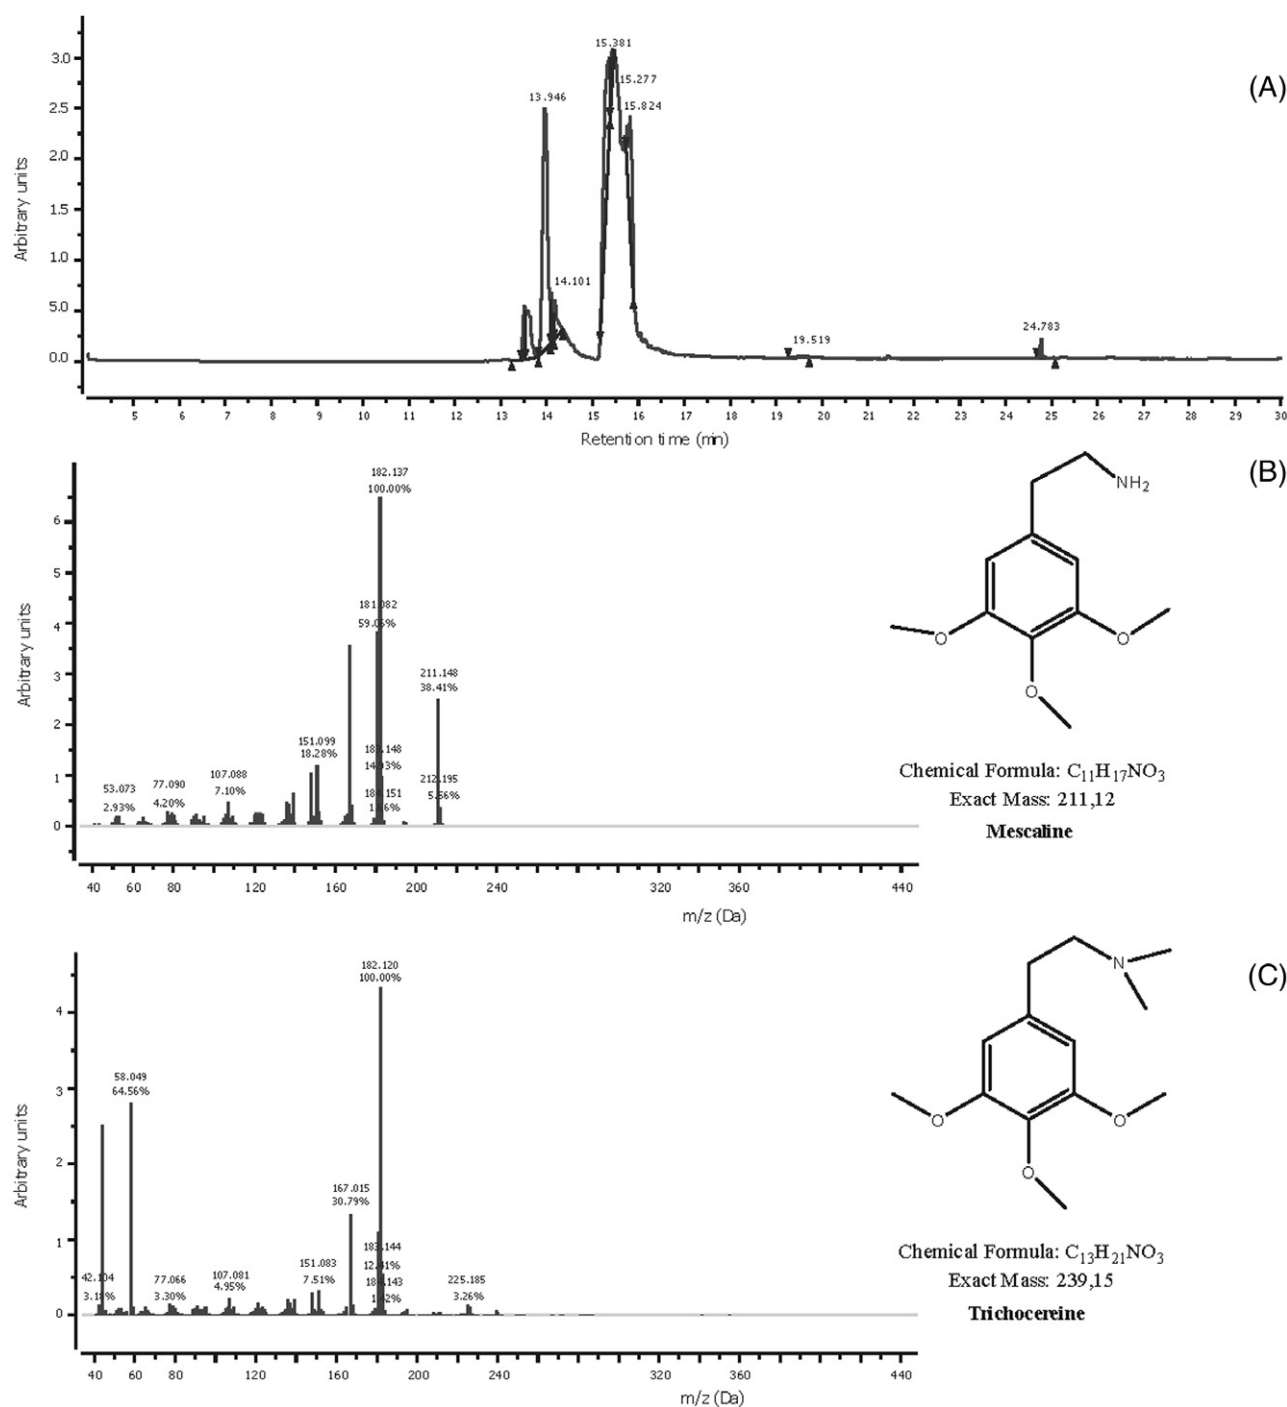 (A)
15.381
3.0
15.277
13.946
15.824
2.5
2.0
Arbitrary units
1.5
1.0
14.101
5.0
24.783
19.519
0.0
5 6 7 8 9 10 11 12 13 14 15 16 17 18 19 20 21 22 23 24 25 26 27 28 29 30
Retention time (min)
(B)
182.137
100.00%
NH2
6
5
181.082
59.05%
4
Arbitrary units
O O
3
211.148
38.41%
O
2
151.099
18.28%
107.088
7.10%
77.090
4.20%
53.073
2.93%
1
212.195
5.66%
0
Chemical Formula: C11H17NO3
Exact Mass: 211,12
Mescaline
40 60 80 120 160 200 240 320 360 440
m/z (Da)
(C)
182.120
100.00%
N
4
58.049
64.56%
3
Arbitrary units
O O
2
O
167.015
30.79%
1
183.144
12.41%
151.083
7.51%
107.081
4.95%
77.066
3.30%
42.104
225.185
3.26%
0
Chemical Formula: C13H21NO3
Exact Mass: 239,15
Trichocereine
40 60 80 120 160 200 240 320 360 440
m/z (Da)